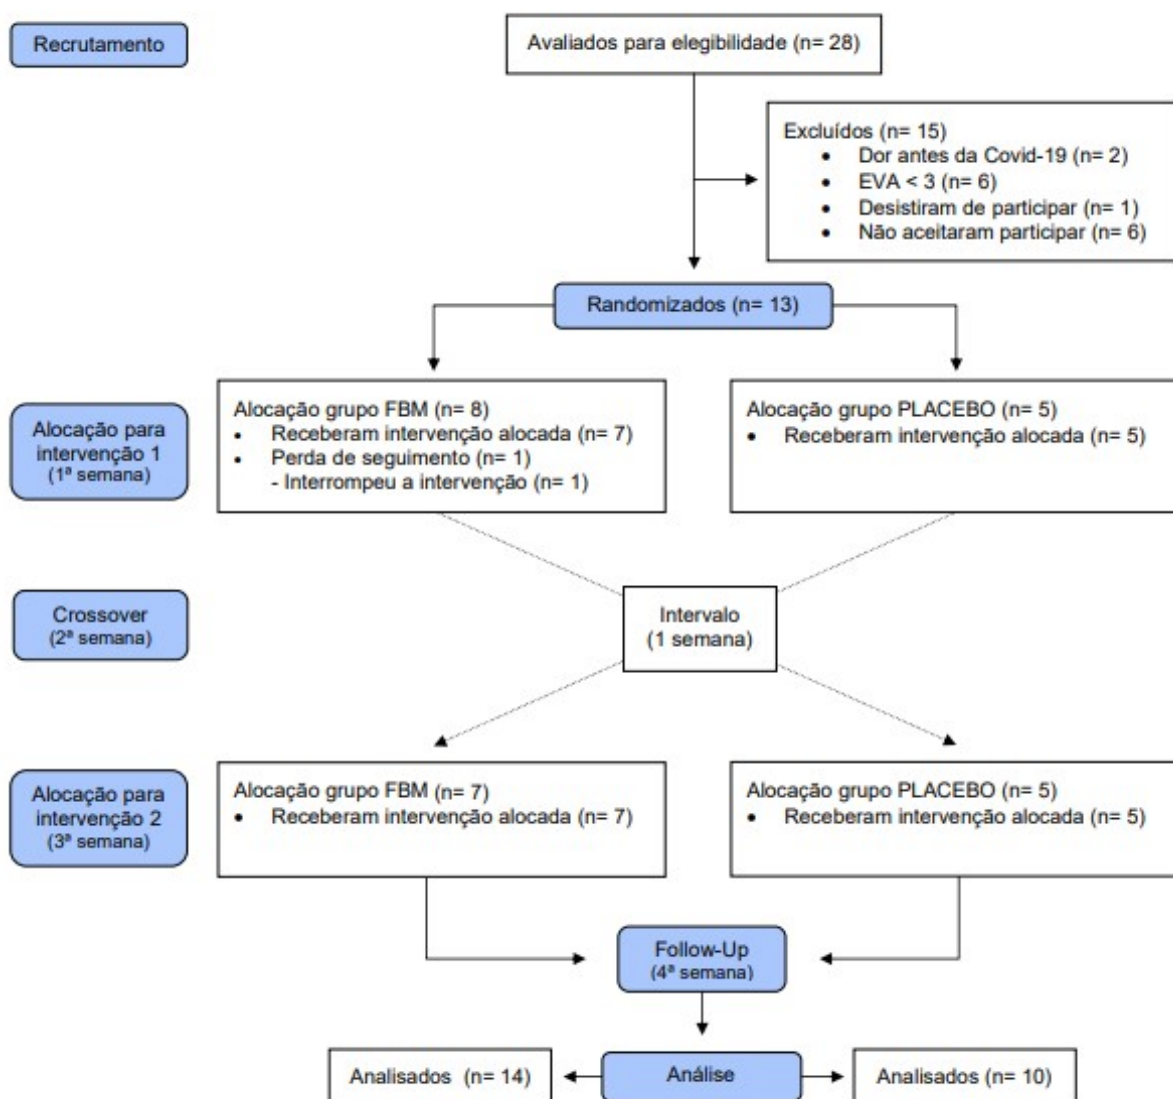 Recrutamento
Avaliados para elegibilidade (n= 28)
Excluídos (n= 15)
• Dor antes da Covid-19 (n= 2)
• EVA < 3 (n= 6)
• Desistiram de participar (n= 1)
• Não aceitaram participar (n= 6)
Randomizados (n= 13)
Alocação para
intervenção 1
(1ª semana)
Alocação grupo FBM (n= 8)
• Receberam intervenção alocada (n= 7)
• Perda de seguimento (n= 1)
- Interrompeu a intervenção (n= 1)
Alocação grupo PLACEBO (n= 5)
• Receberam intervenção alocada (n= 5)
Crossover
(2ª semana)
Intervalo
(1 semana)
Alocação para
intervenção 2
(3ª semana)
Alocação grupo FBM (n= 7)
• Receberam intervenção alocada (n= 7)
Alocação grupo PLACEBO (n= 5)
• Receberam intervenção alocada (n= 5)
Follow-Up
(4ª semana)
Analisados (n= 14)
Análise
Analisados (n= 10)